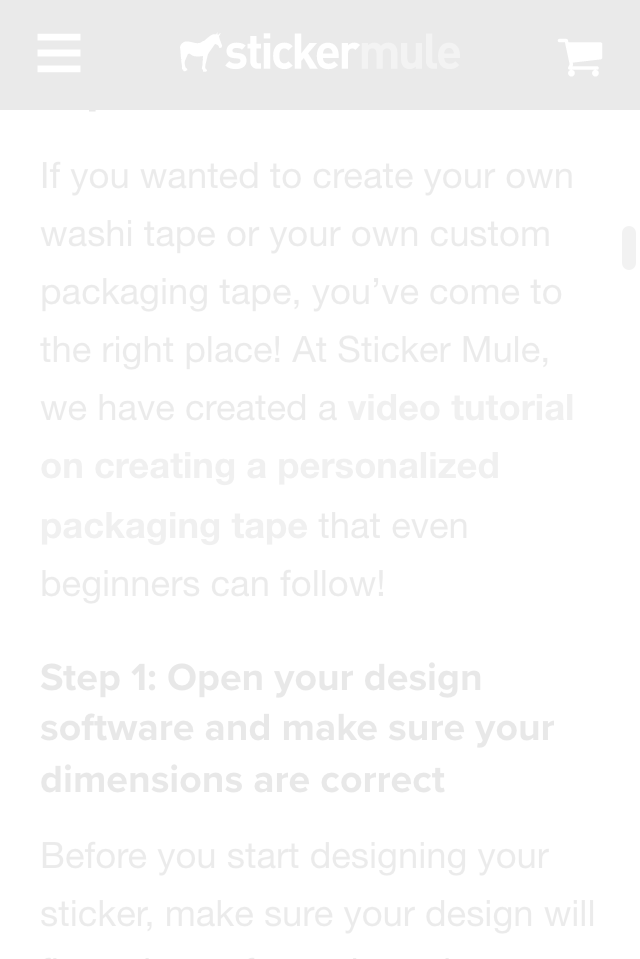 stickermule
If you wanted to create your own
washi tape or your own custom
packaging tape, you’ve come to
the right place! At Sticker Mule,
we have created a video tutorial
on creating a personalized
packaging tape that even
beginners can follow!
Step 1: Open your design
software and make sure your
dimensions are correct
Before you start designing your
sticker, make sure your design will